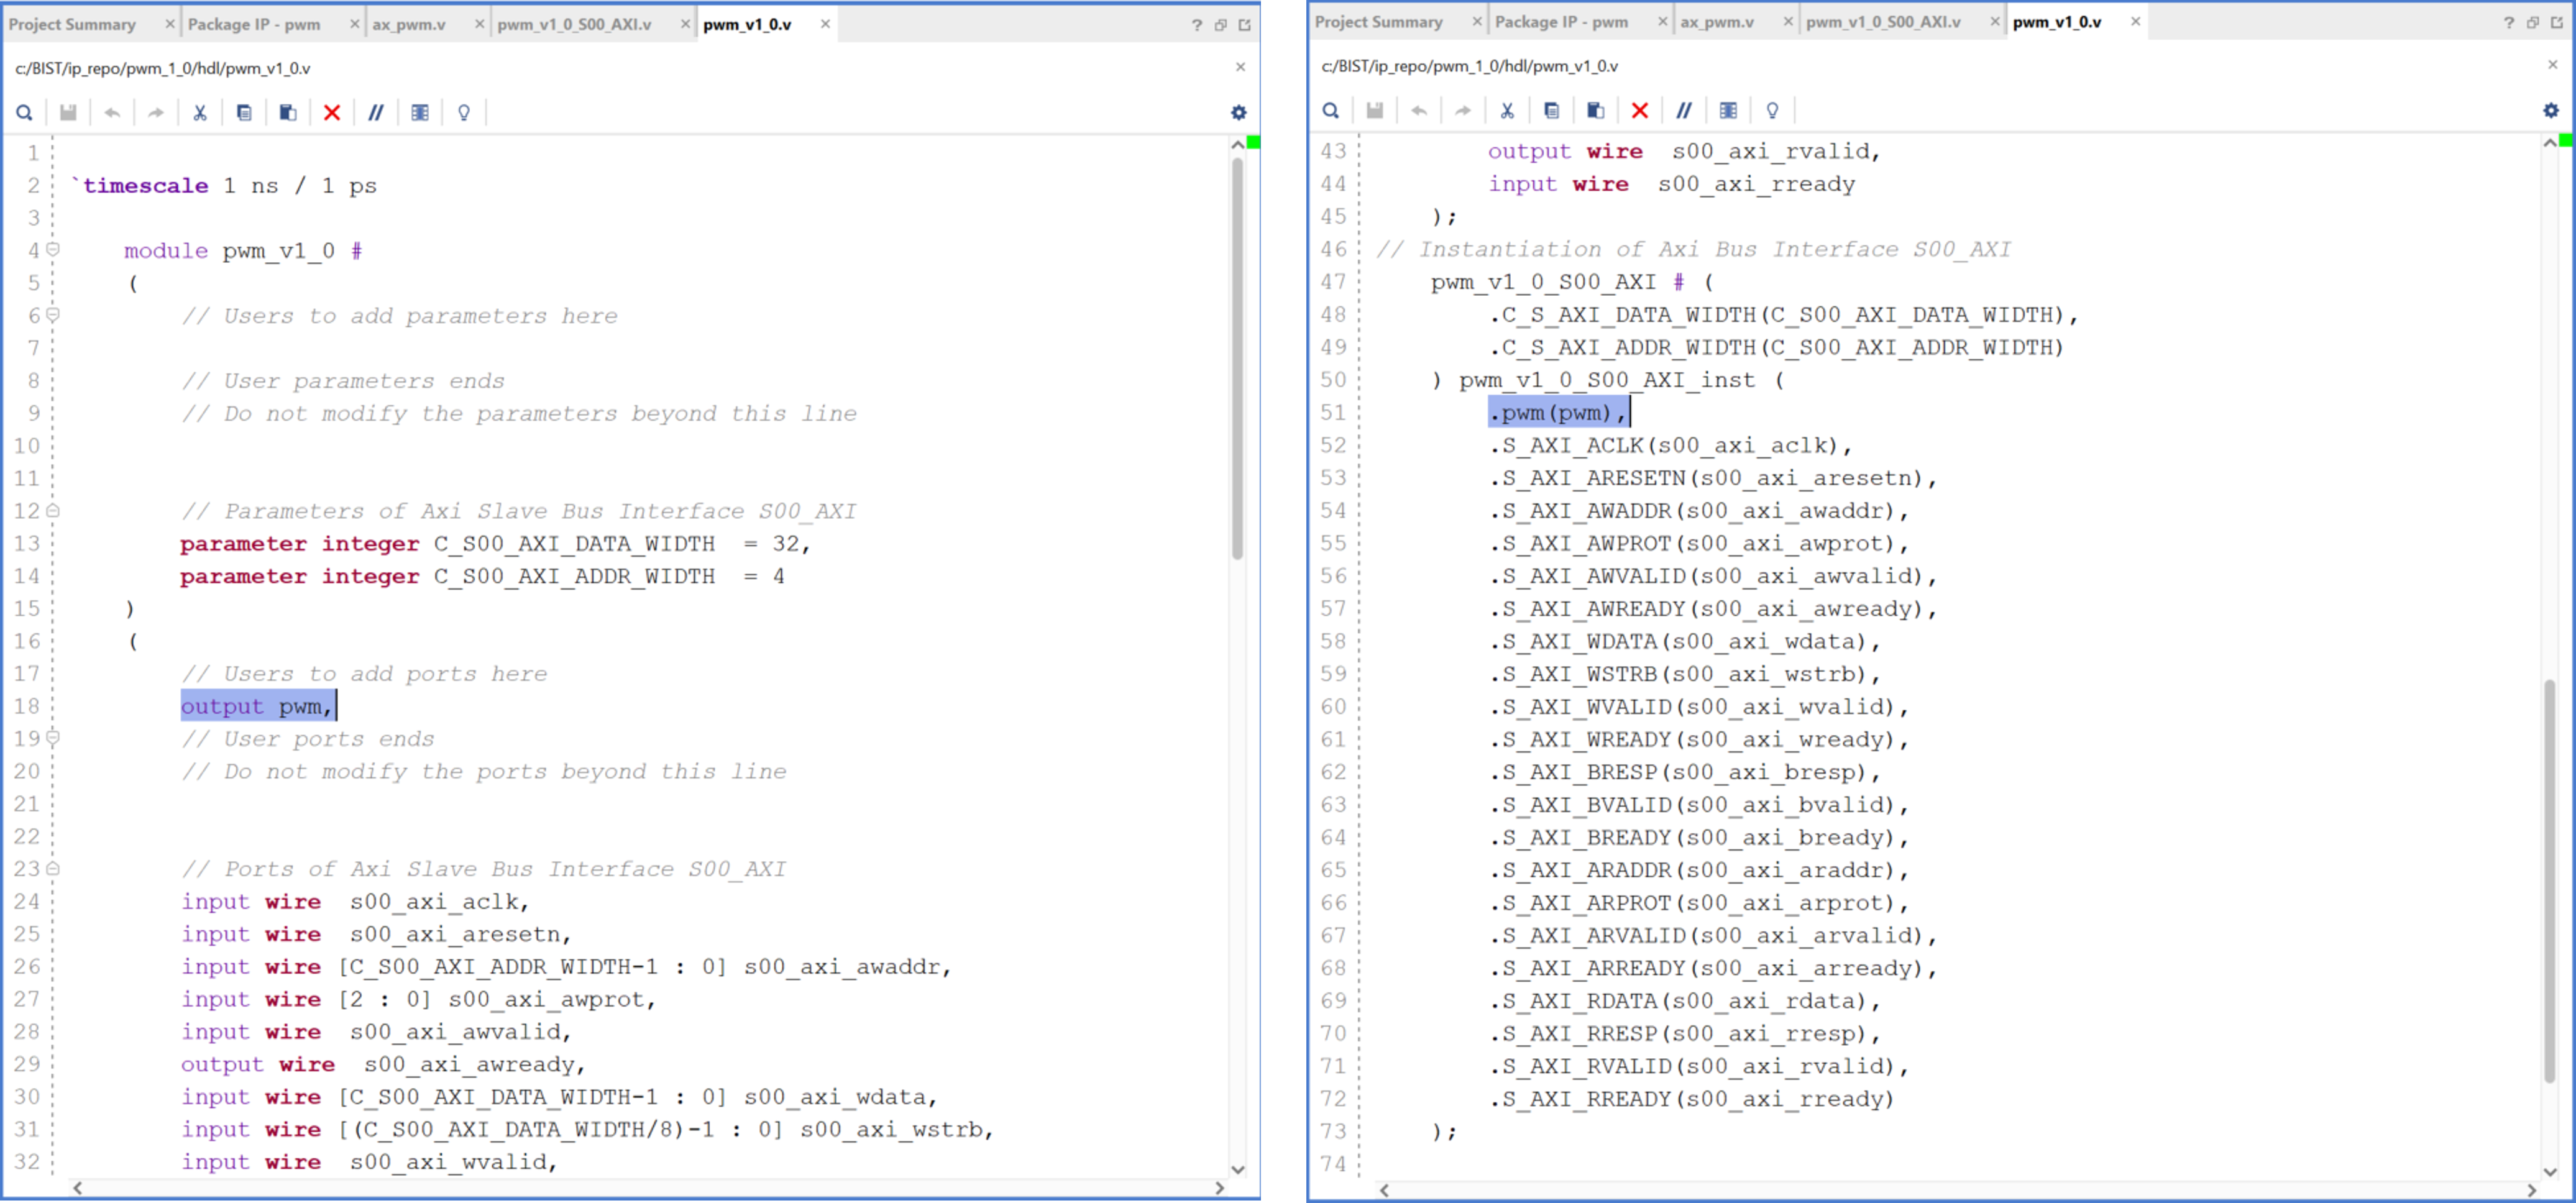 Project Summary × Package IP - pwm × ax_pwm.v × pwm_v1_0_S00_AXI.v × pwm_v1_0.v × ?
c:/BIST/ip_repo/pwm_1_0/hdl/pwm_v1_0.v ×
1
2 `timescale 1 ns / 1 ps
3
4 module pwm_v1_0 #
5 (
6 // Users to add parameters here
7
8 // User parameters ends
9 // Do not modify the parameters beyond this line
10
11
12 // Parameters of Axi Slave Bus Interface S00_AXI
13 parameter integer C_S00_AXI_DATA_WIDTH = 32,
14 parameter integer C_S00_AXI_ADDR_WIDTH = 4
15 )
16 (
17 // Users to add ports here
18 output pwm,
19 // User ports ends
20 // Do not modify the ports beyond this line
21
22
23 // Ports of Axi Slave Bus Interface S00_AXI
24 input wire s00_axi_aclk,
25 input wire s00_axi_aresetn,
26 input wire [C_S00_AXI_ADDR_WIDTH-1 : 0] s00_axi_awaddr,
27 input wire [2 : 0] s00_axi_awprot,
28 input wire s00_axi_awvalid,
29 output wire s00_axi_awready,
30 input wire [C_S00_AXI_DATA_WIDTH-1 : 0] s00_axi_wdata,
31 input wire [(C_S00_AXI_DATA_WIDTH/8)-1 : 0] s00_axi_wstrb,
32 input wire s00_axi_wvalid,
Project Summary × Package IP - pwm × ax_pwm.v × pwm_v1_0_S00_AXI.v × pwm_v1_0.v × ?
c:/BIST/ip_repo/pwm_1_0/hdl/pwm_v1_0.v ×
43 output wire s00_axi_rvalid,
44 input wire s00_axi_rready
45 );
46 // Instantiation of Axi Bus Interface S00_AXI
47 pwm_v1_0_S00_AXI # (
48 .C_S_AXI_DATA_WIDTH(C_S00_AXI_DATA_WIDTH),
49 .C_S_AXI_ADDR_WIDTH(C_S00_AXI_ADDR_WIDTH)
50 ) pwm_v1_0_S00_AXI_inst (
51 .pwm(pwm),
52 .S_AXI_ACLK(s00_axi_aclk),
53 .S_AXI_ARESETN(s00_axi_aresetn),
54 .S_AXI_AWADDR(s00_axi_awaddr),
55 .S_AXI_AWPROT(s00_axi_awprot),
56 .S_AXI_AWVALID(s00_axi_awvalid),
57 .S_AXI_AWREADY(s00_axi_awready),
58 .S_AXI_WDATA(s00_axi_wdata),
59 .S_AXI_WSTRB(s00_axi_wstrb),
60 .S_AXI_WVALID(s00_axi_wvalid),
61 .S_AXI_WREADY(s00_axi_wready),
62 .S_AXI_BRESP(s00_axi_bresp),
63 .S_AXI_BVALID(s00_axi_bvalid),
64 .S_AXI_BREADY(s00_axi_bready),
65 .S_AXI_ARADDR(s00_axi_araddr),
66 .S_AXI_ARPROT(s00_axi_arprot),
67 .S_AXI_ARVALID(s00_axi_arvalid),
68 .S_AXI_ARREADY(s00_axi_arready),
69 .S_AXI_RDATA(s00_axi_rdata),
70 .S_AXI_RRESP(s00_axi_rresp),
71 .S_AXI_RVALID(s00_axi_rvalid),
72 .S_AXI_RREADY(s00_axi_rready)
73 );
74